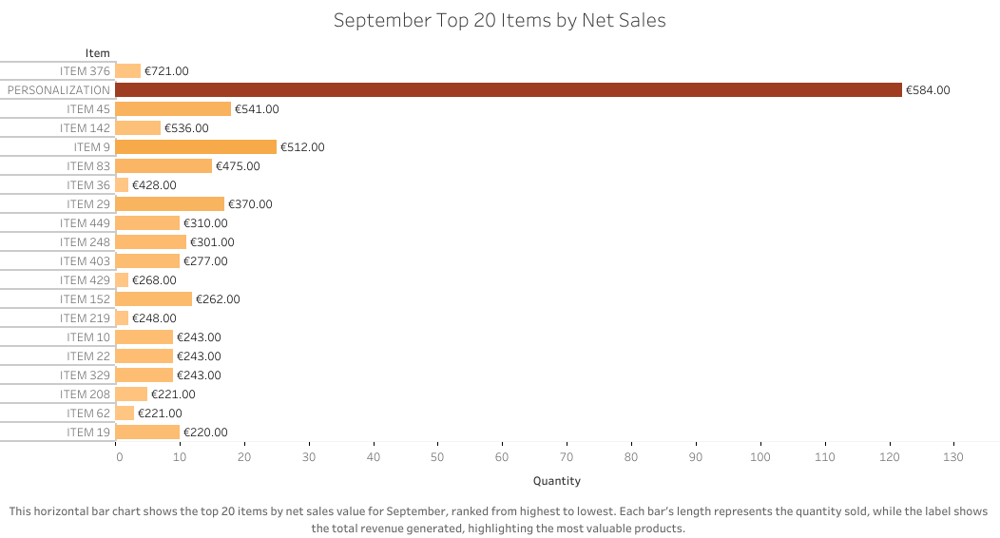 September Top 20 Items by Net Sales
Item
ITEM 376 €721.00
PERSONALIZATION €584.00
ITEM 45 €541.00
ITEM 142 €536.00
ITEM 9 €512.00
ITEM 83 €475.00
ITEM 36 €428.00
ITEM 29 €370.00
ITEM 449 €310.00
ITEM 248 €301.00
ITEM 403 €277.00
ITEM 429 €268.00
ITEM 152 €262.00
ITEM 219 €248.00
ITEM 10 €243.00
ITEM 22 €243.00
ITEM 329 €243.00
ITEM 208 €221.00
ITEM 62 €221.00
ITEM 19 €220.00
0 10 20 30 40 50 60 70 80 90 100 110 120 130
Quantity
This horizontal bar chart shows the top 20 items by net sales value for September, ranked from highest to lowest. Each bar's length represents the quantity sold, while the label shows
the total revenue generated, highlighting the most valuable products.